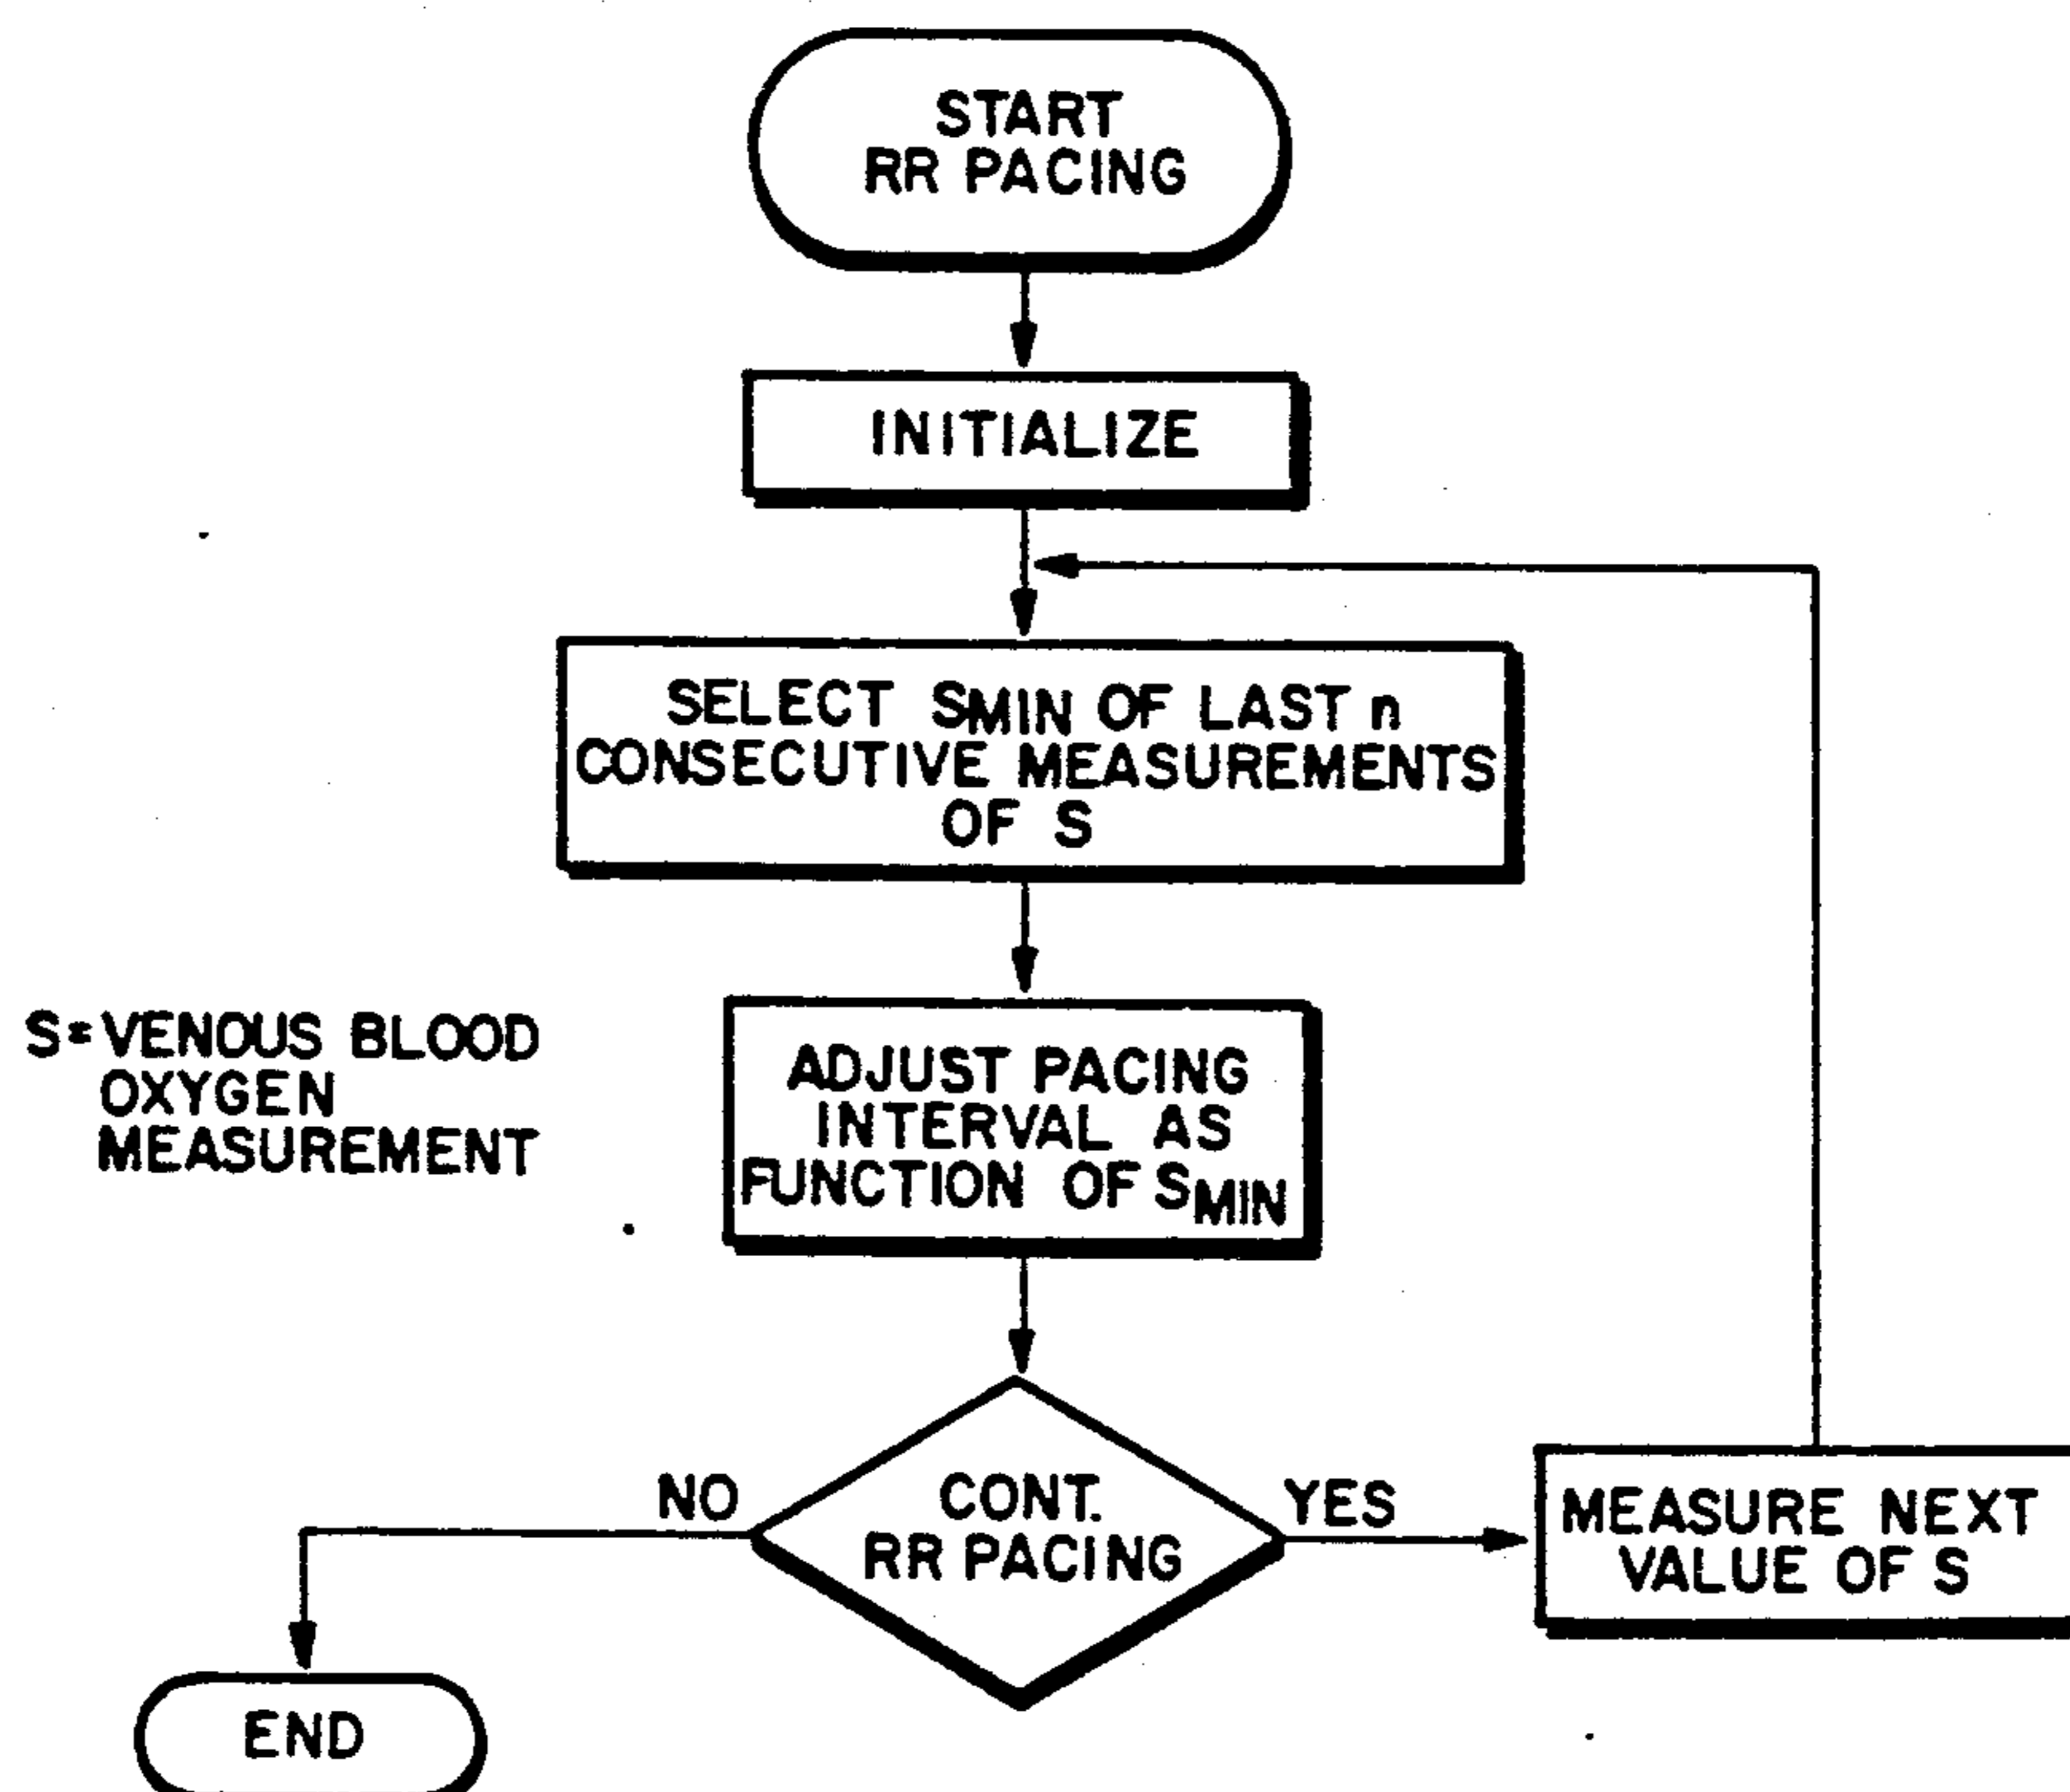 START
RR PACING
INITIALIZE
SELECT SMIN OF LAST n
CONSECUTIVE MEASUREMENTS
OF S
S=VENOUS BLOOD
OXYGEN
MEASUREMENT
ADJUST PACING
INTERVAL AS
FUNCTION OF SMIN
NO
CONT.
RR PACING
YES
MEASURE NEXT
VALUE OF S
END